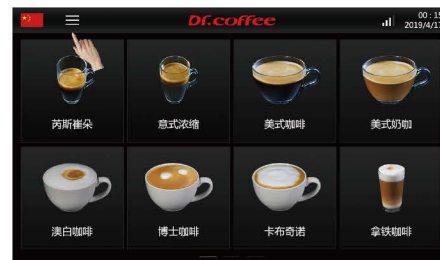 Dr.coffee
00 : 15
2019/4/17
芮斯崔朵
意式浓缩
美式咖啡
美式奶咖
澳白咖啡
博士咖啡
卡布奇诺
拿铁咖啡